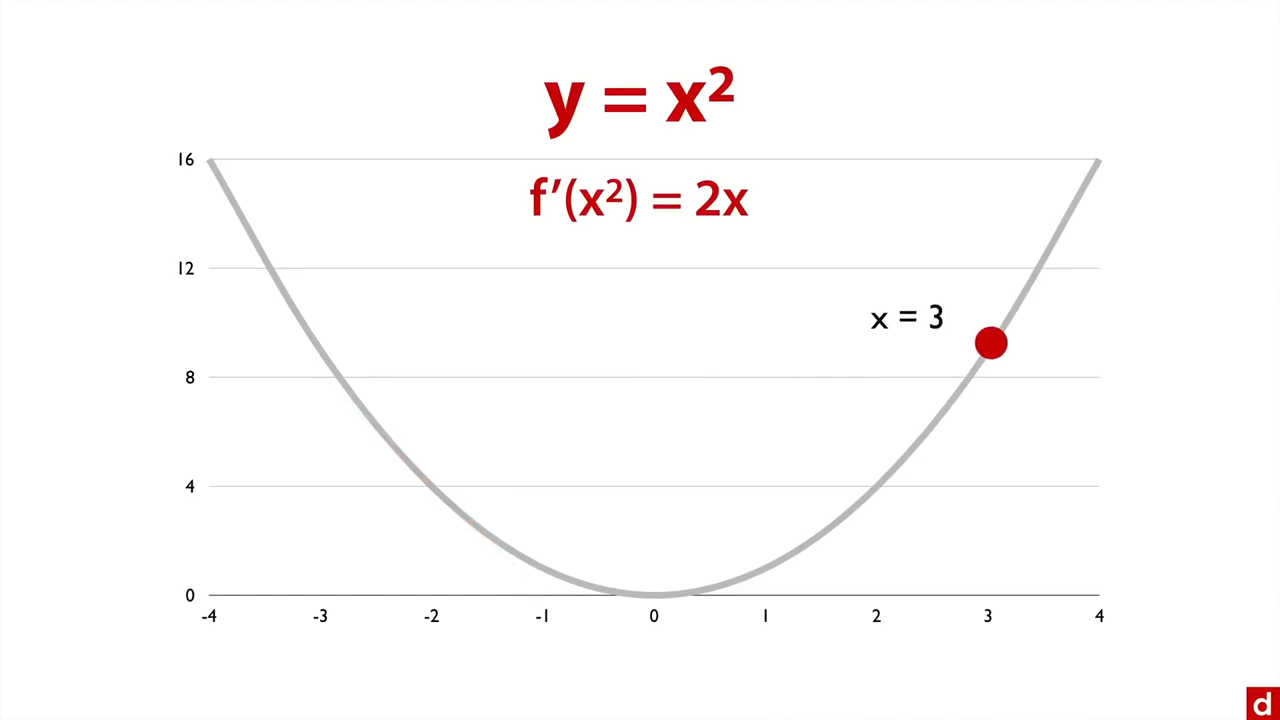 y = x²
16
f′(x²) = 2x
12
x = 3
8
4
0
-4 -3 -2 -1 0 1 2 3 4
d